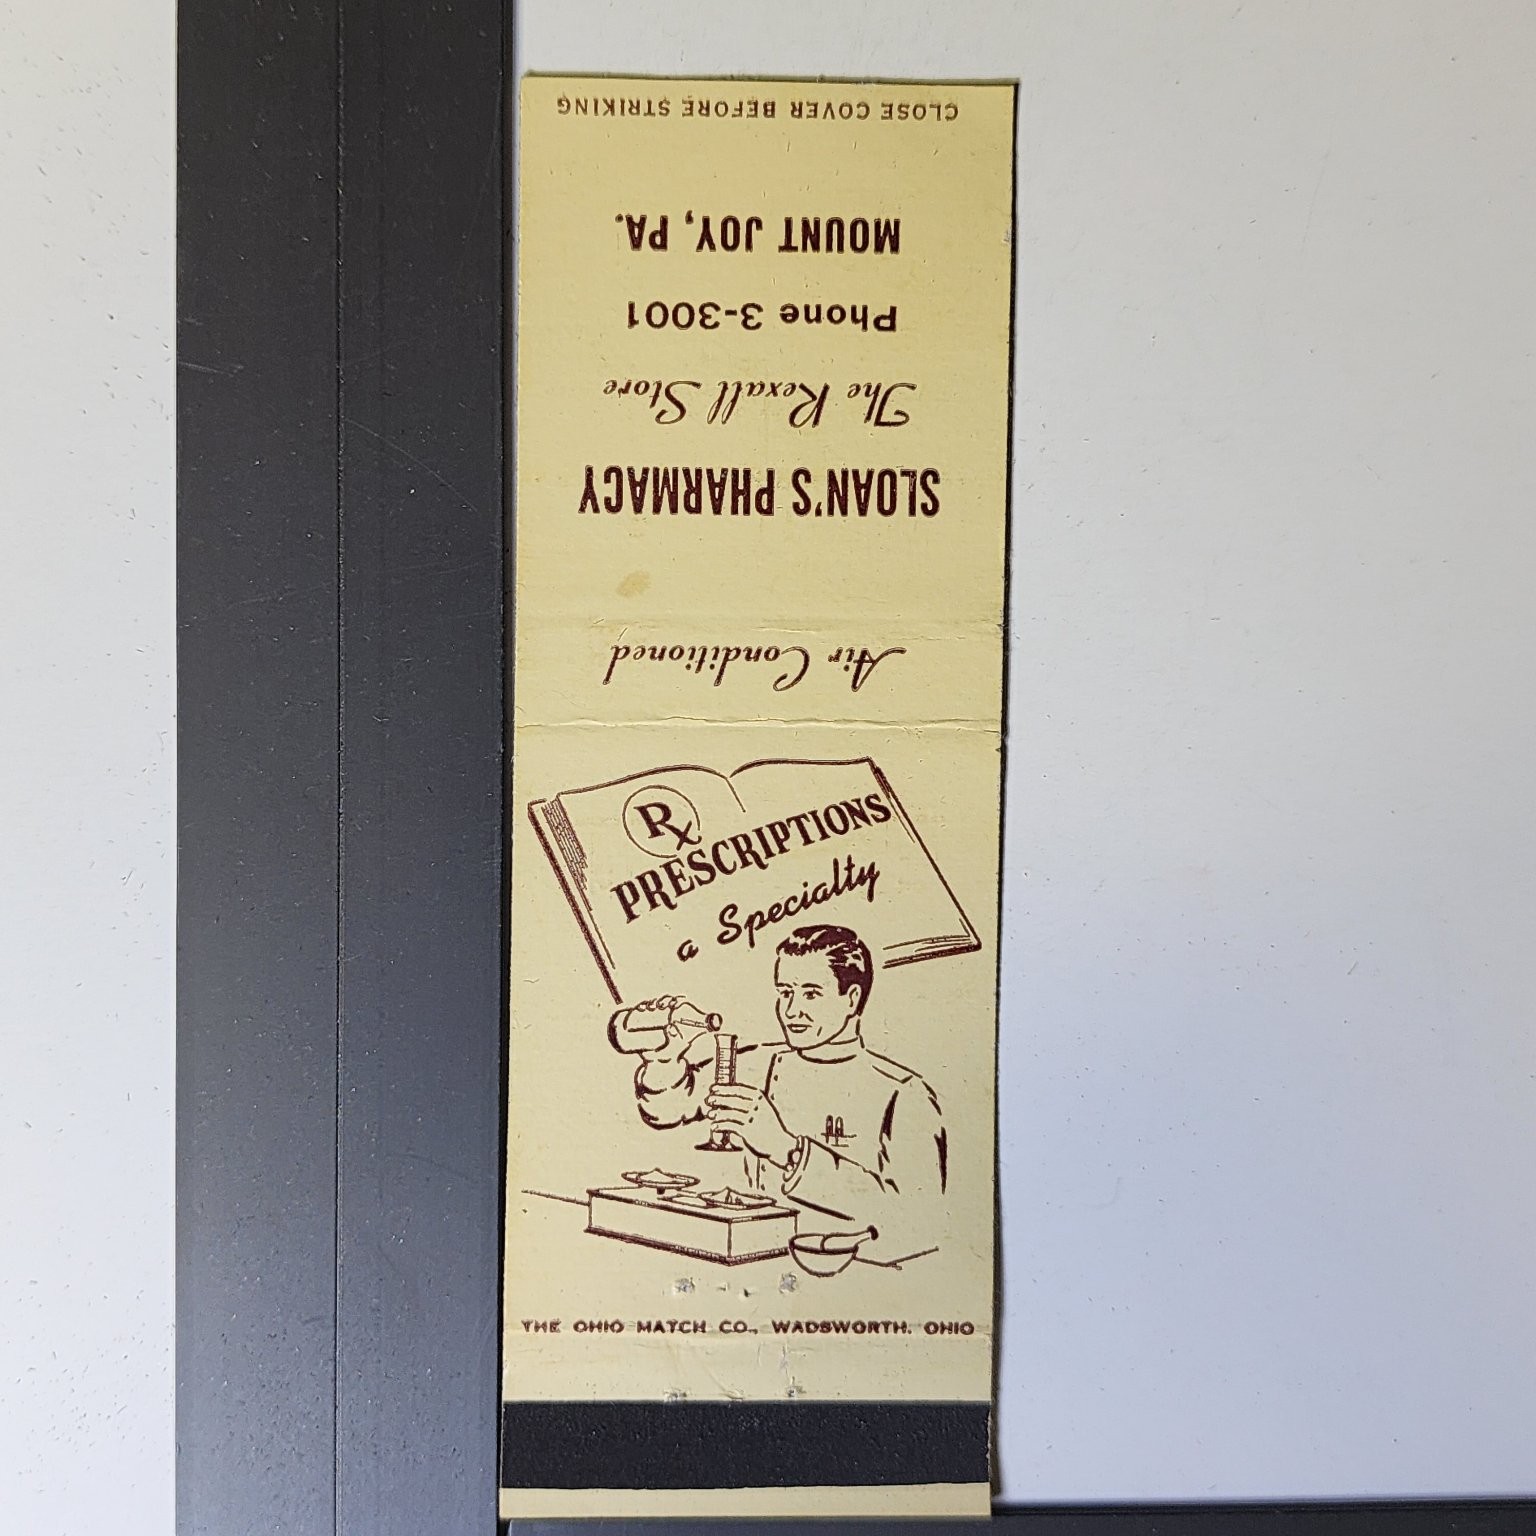 CLOSE COVER BEFORE STRIKING
MOUNT JOY, PA.
Phone 3-3001
The Rexall Store
SLOAN'S PHARMACY
Air Conditioned
Rx
PRESCRIPTIONS
a Specialty
THE OHIO MATCH CO., WADSWORTH, OHIO